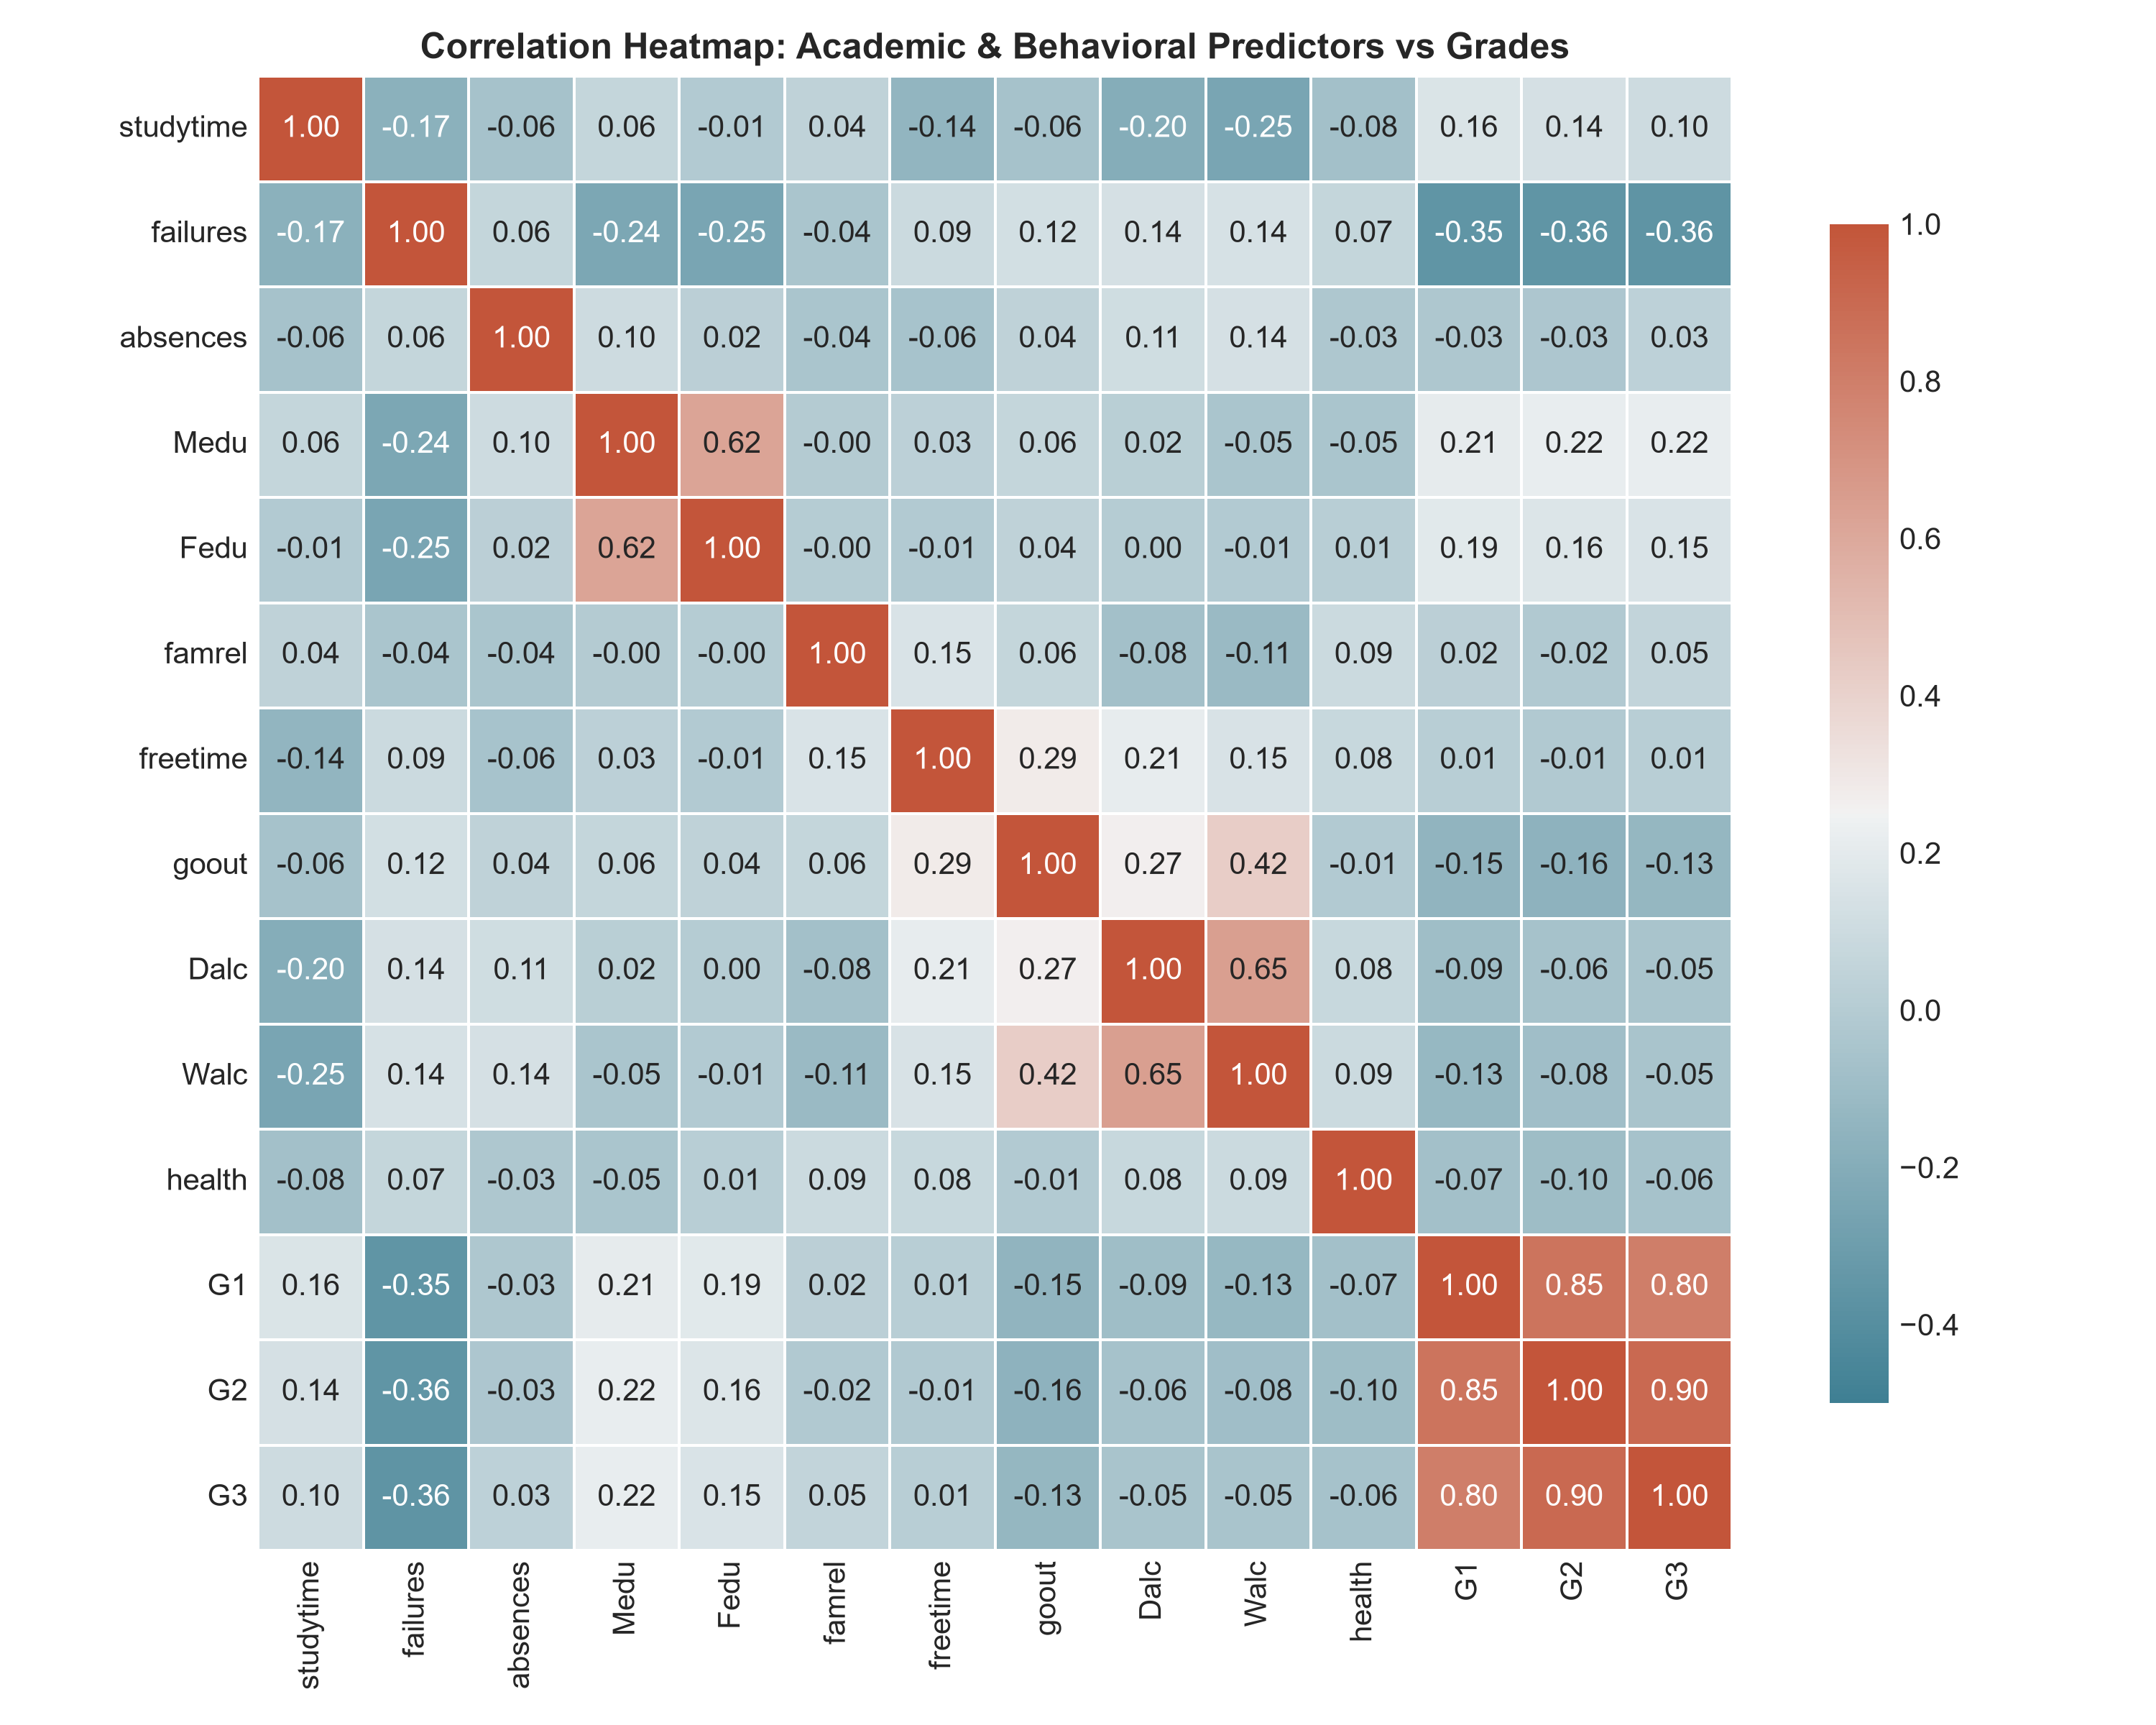 Correlation Heatmap: Academic & Behavioral Predictors vs Grades
studytime 1.00 -0.17 -0.06 0.06 -0.01 0.04 -0.14 -0.06 -0.20 -0.25 -0.08 0.16 0.14 0.10
failures -0.17 1.00 0.06 -0.24 -0.25 -0.04 0.09 0.12 0.14 0.14 0.07 -0.35 -0.36 -0.36
absences -0.06 0.06 1.00 0.10 0.02 -0.04 -0.06 0.04 0.11 0.14 -0.03 -0.03 -0.03 0.03
Medu 0.06 -0.24 0.10 1.00 0.62 -0.00 0.03 0.06 0.02 -0.05 -0.05 0.21 0.22 0.22
Fedu -0.01 -0.25 0.02 0.62 1.00 -0.00 -0.01 0.04 0.00 -0.01 0.01 0.19 0.16 0.15
famrel 0.04 -0.04 -0.04 -0.00 -0.00 1.00 0.15 0.06 -0.08 -0.11 0.09 0.02 -0.02 0.05
freetime -0.14 0.09 -0.06 0.03 -0.01 0.15 1.00 0.29 0.21 0.15 0.08 0.01 -0.01 0.01
goout -0.06 0.12 0.04 0.06 0.04 0.06 0.29 1.00 0.27 0.42 -0.01 -0.15 -0.16 -0.13
Dalc -0.20 0.14 0.11 0.02 0.00 -0.08 0.21 0.27 1.00 0.65 0.08 -0.09 -0.06 -0.05
Walc -0.25 0.14 0.14 -0.05 -0.01 -0.11 0.15 0.42 0.65 1.00 0.09 -0.13 -0.08 -0.05
health -0.08 0.07 -0.03 -0.05 0.01 0.09 0.08 -0.01 0.08 0.09 1.00 -0.07 -0.10 -0.06
G1 0.16 -0.35 -0.03 0.21 0.19 0.02 0.01 -0.15 -0.09 -0.13 -0.07 1.00 0.85 0.80
G2 0.14 -0.36 -0.03 0.22 0.16 -0.02 -0.01 -0.16 -0.06 -0.08 -0.10 0.85 1.00 0.90
G3 0.10 -0.36 0.03 0.22 0.15 0.05 0.01 -0.13 -0.05 -0.05 -0.06 0.80 0.90 1.00
studytime failures absences Medu Fedu famrel freetime goout Dalc Walc health G1 G2 G3
1.0
0.8
0.6
0.4
0.2
0.0
−0.2
−0.4